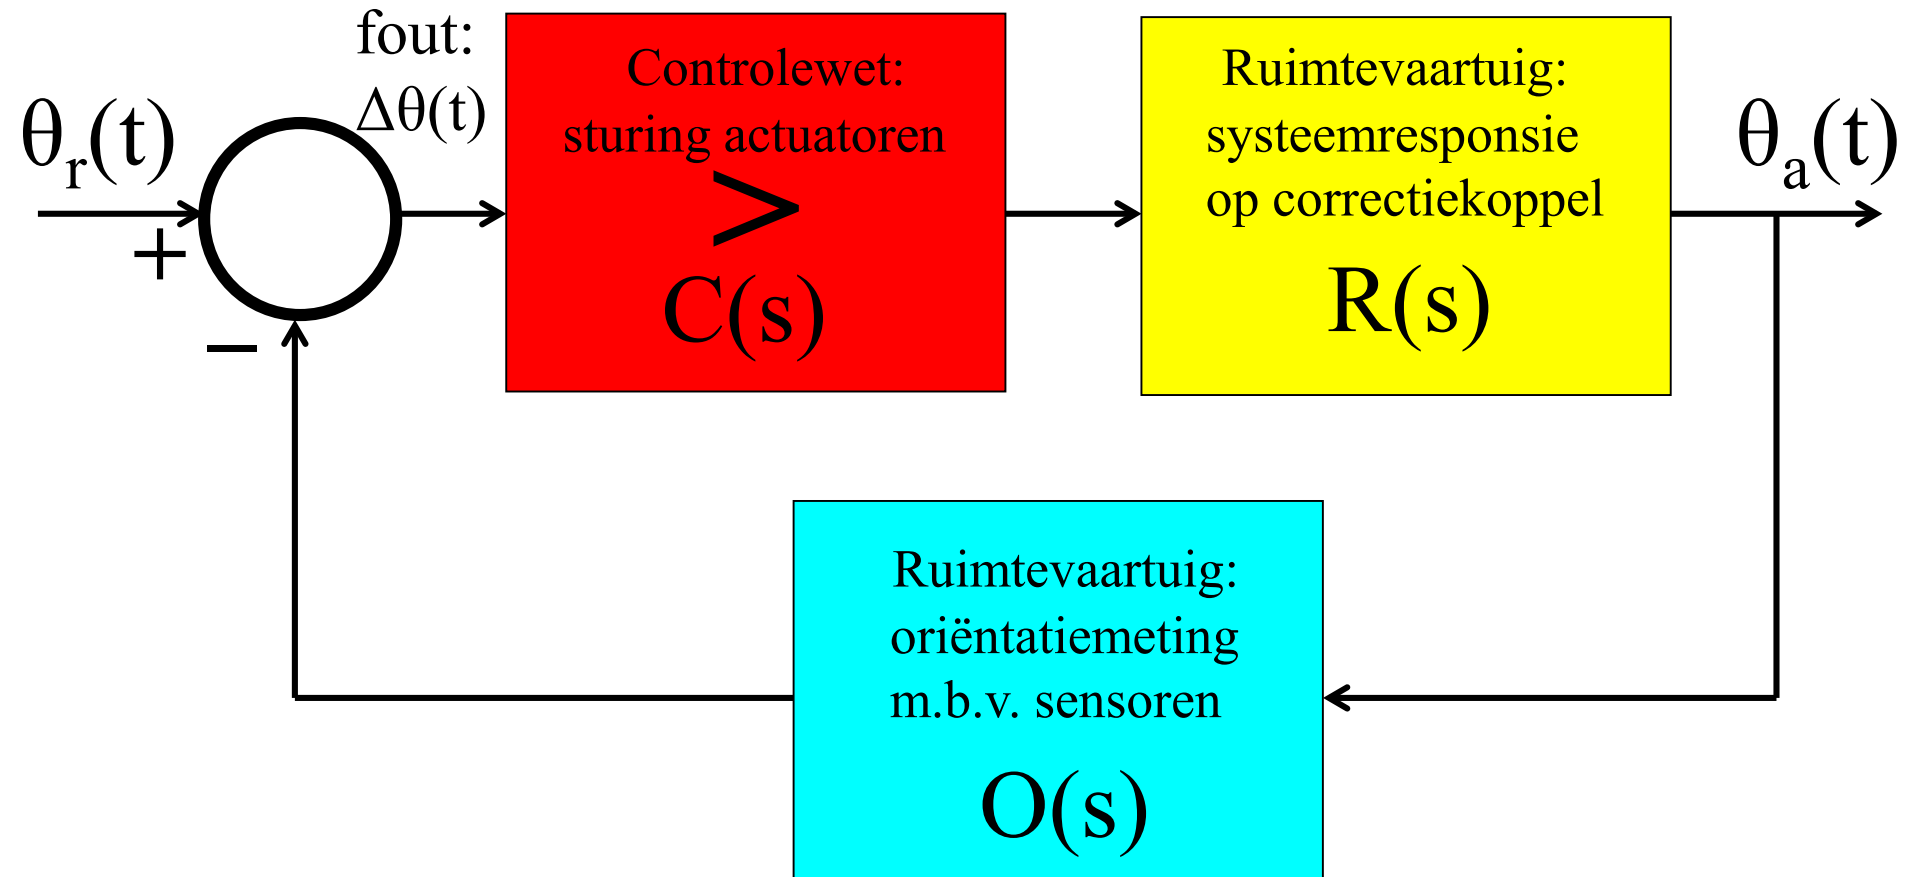 fout:
Δθ(t)
θr(t)
+
−
Controlewet:
sturing actuatoren
>
C(s)
Ruimtevaartuig:
systeemresponsie
op correctiekoppel
R(s)
θa(t)
Ruimtevaartuig:
oriëntatiemeting
m.b.v. sensoren
O(s)